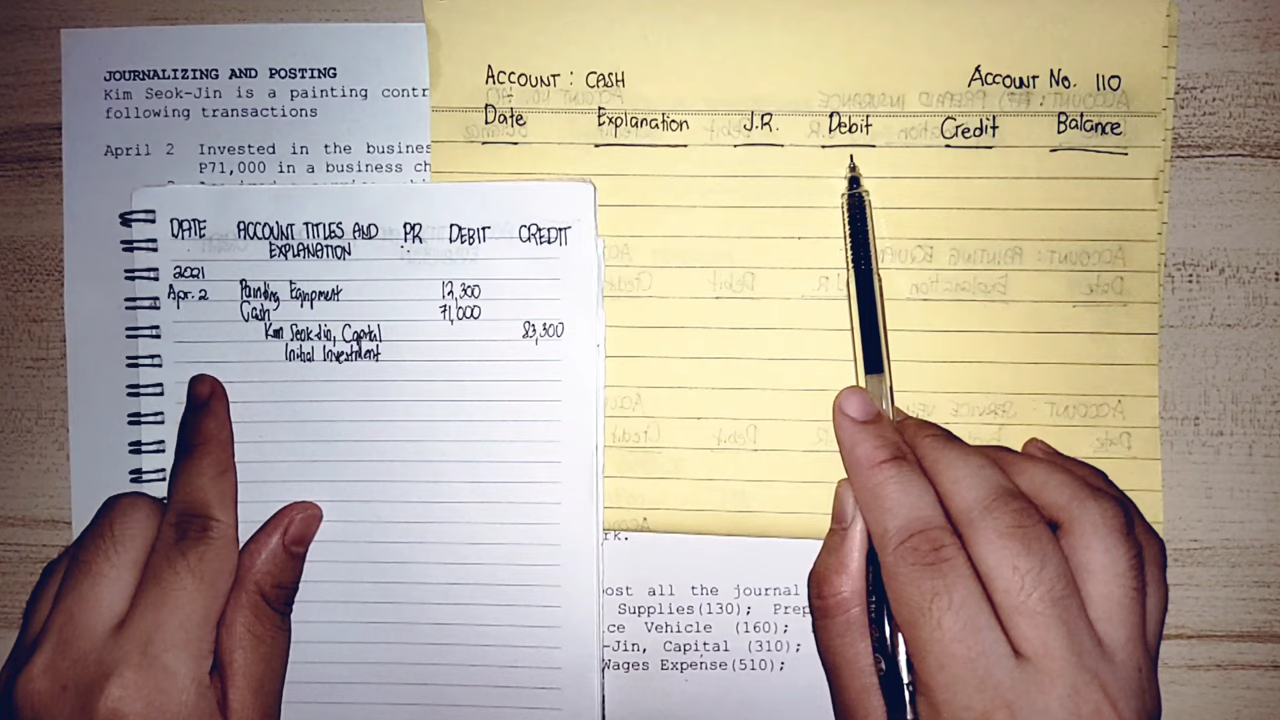 JOURNALIZING AND POSTING
Kim Seok-Jin is a painting contr
following transactions
April 2 Invested in the busines
P71,000 in a business ch
ACCOUNT : CASH ACCOUNT No. 110
Date Explanation J.R. Debit Credit Balance
DATE ACCOUNT TITLES AND EXPLANATION PR DEBIT CREDIT
2021
Apr. 2 Painting Equipment 12,300
Cash 71,000
Kim Seok-Jin, Capital 83,300
Initial Investment
rk.
ost all the journal
Supplies(130); Prep
ce Vehicle (160);
-Jin, Capital (310);
Wages Expense(510);